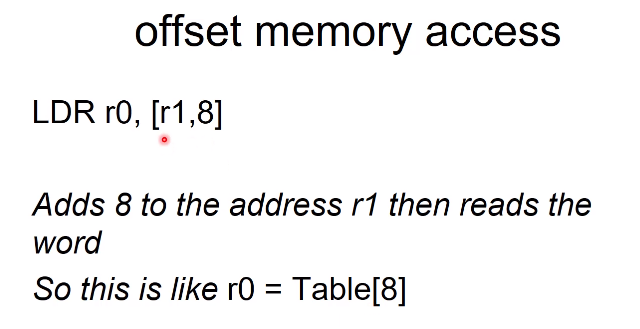 offset memory access
LDR r0, [r1,8]
Adds 8 to the address r1 then reads the
word
So this is like r0 = Table[8]